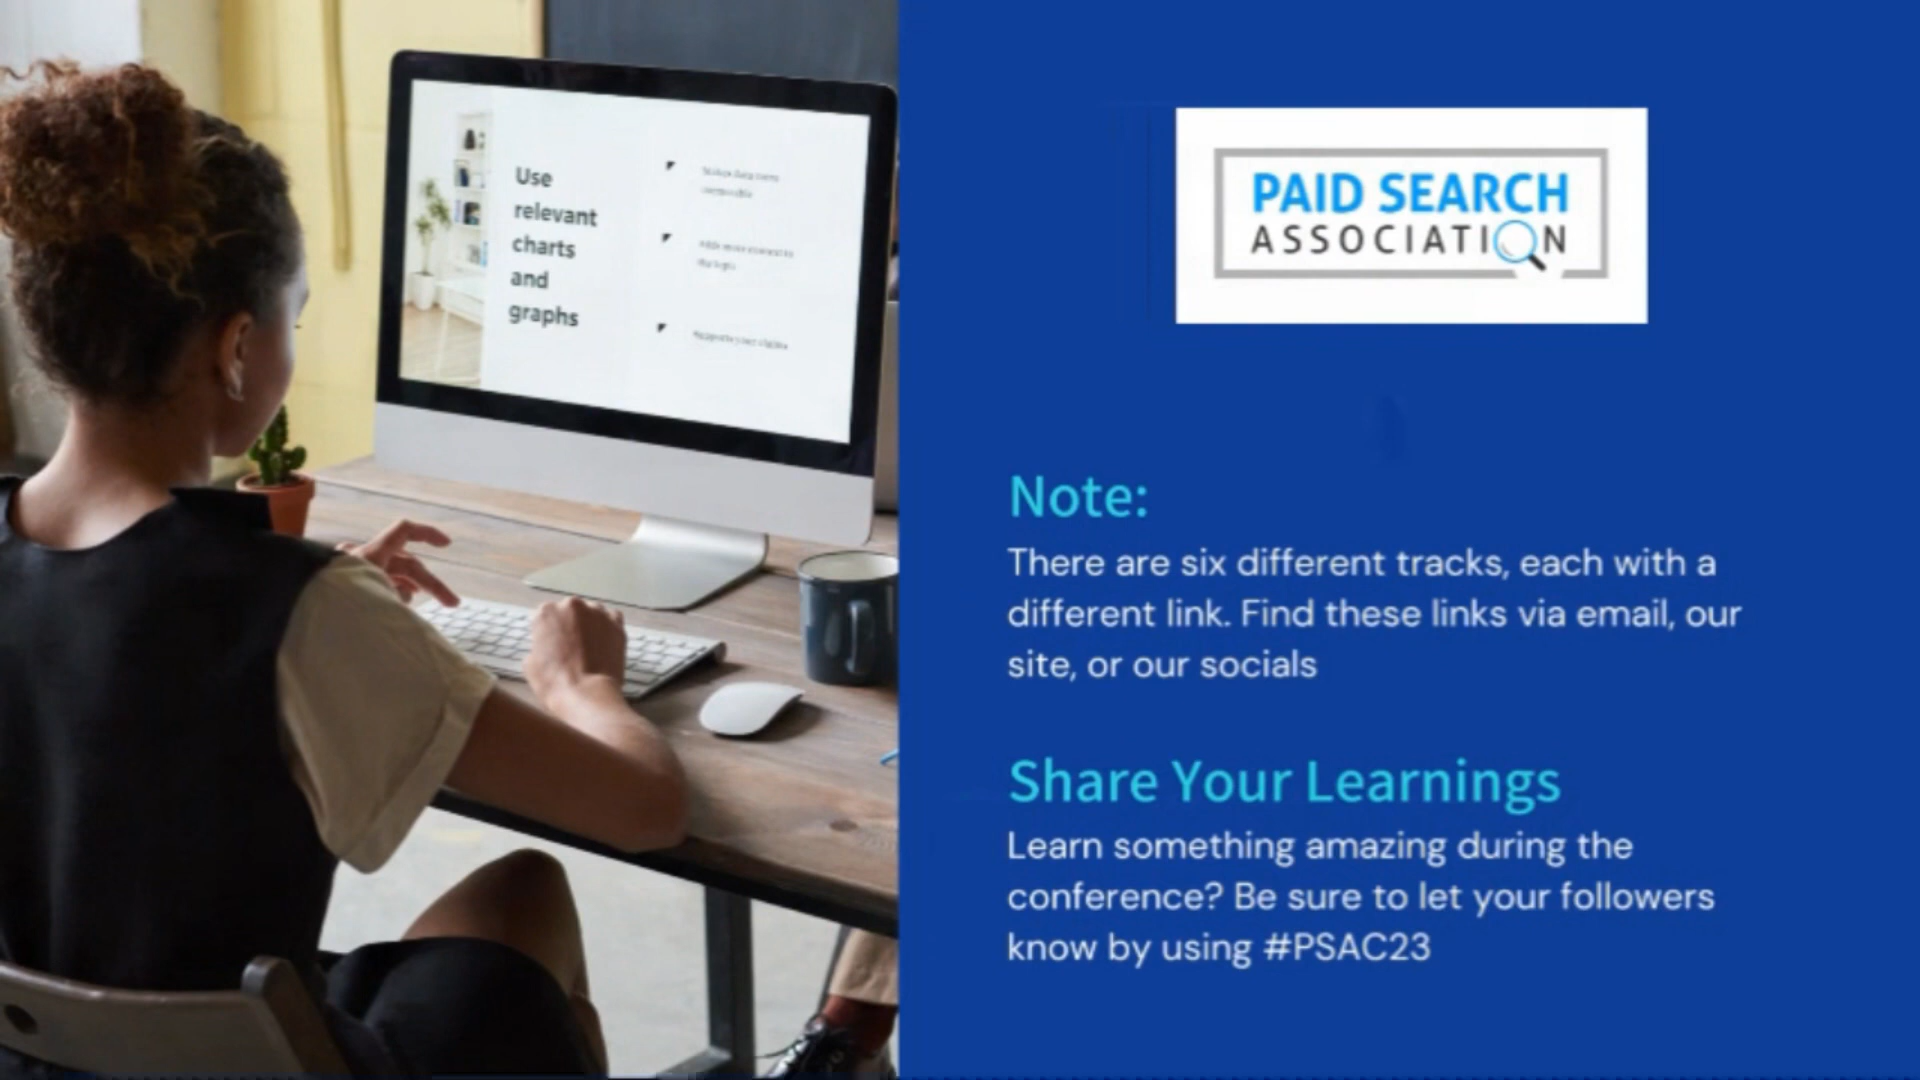 Use
relevant
charts
and
graphs
PAID SEARCH
ASSOCIATION
Note:
There are six different tracks, each with a
different link. Find these links via email, our
site, or our socials
Share Your Learnings
Learn something amazing during the
conference? Be sure to let your followers
know by using #PSAC23